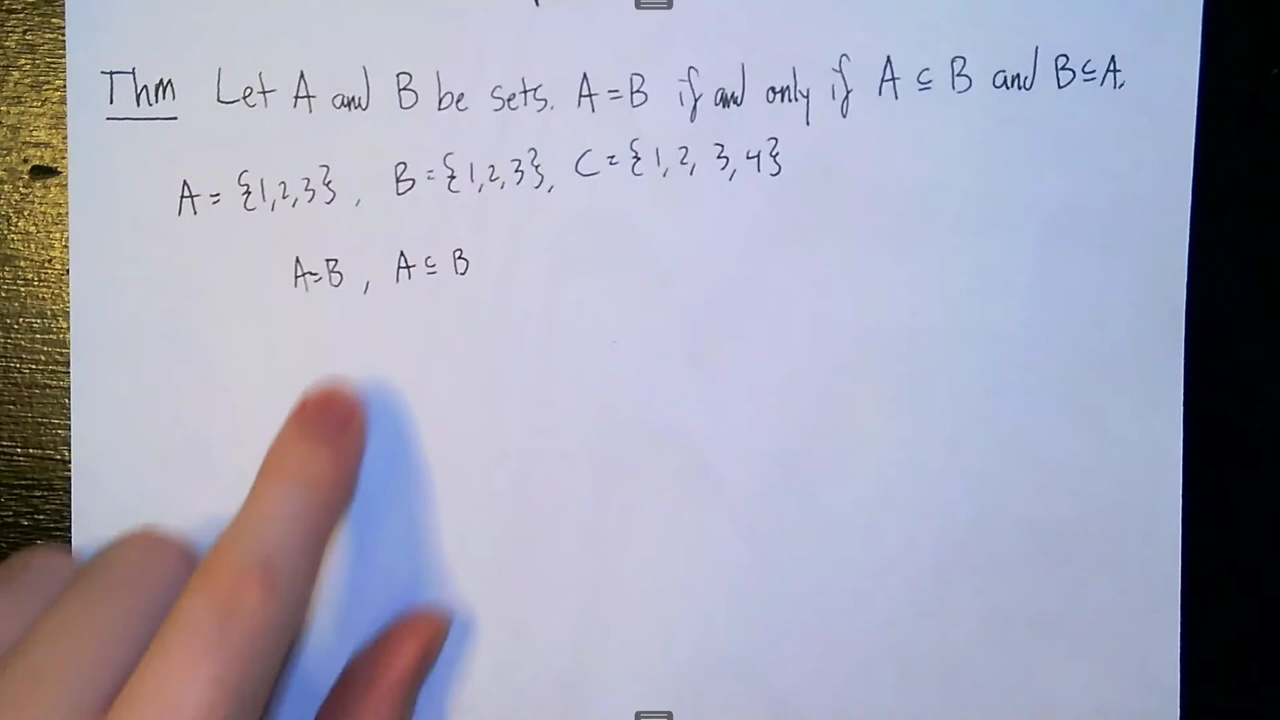 Thm Let A and B be sets. A=B if and only if A ⊆ B and B⊆A.
A = {1,2,3}, B = {1,2,3}, C = {1, 2, 3, 4}
A=B, A ⊆ B